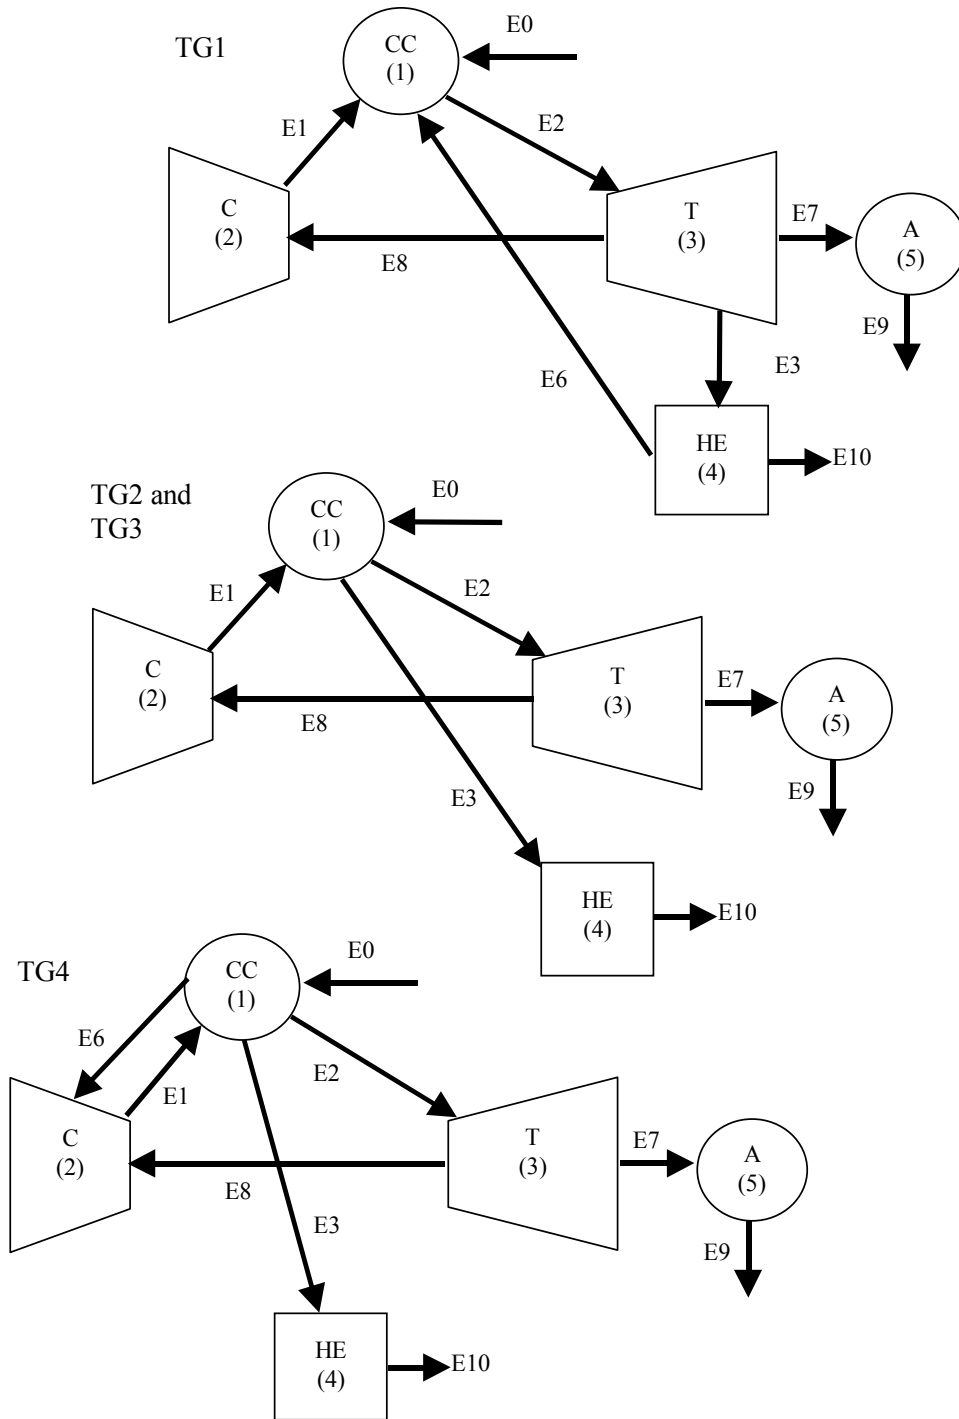 TG1
CC
(1)
E0
E1
E2
C
(2)
T
(3)
E7
A
(5)
E8
E9
E3
E6
HE
(4)
E10
TG2 and
TG3
CC
(1)
E0
E1
E2
C
(2)
T
(3)
E7
A
(5)
E8
E9
E3
HE
(4)
E10
TG4
CC
(1)
E0
E6
E1
E2
C
(2)
T
(3)
E7
A
(5)
E8
E3
E9
HE
(4)
E10